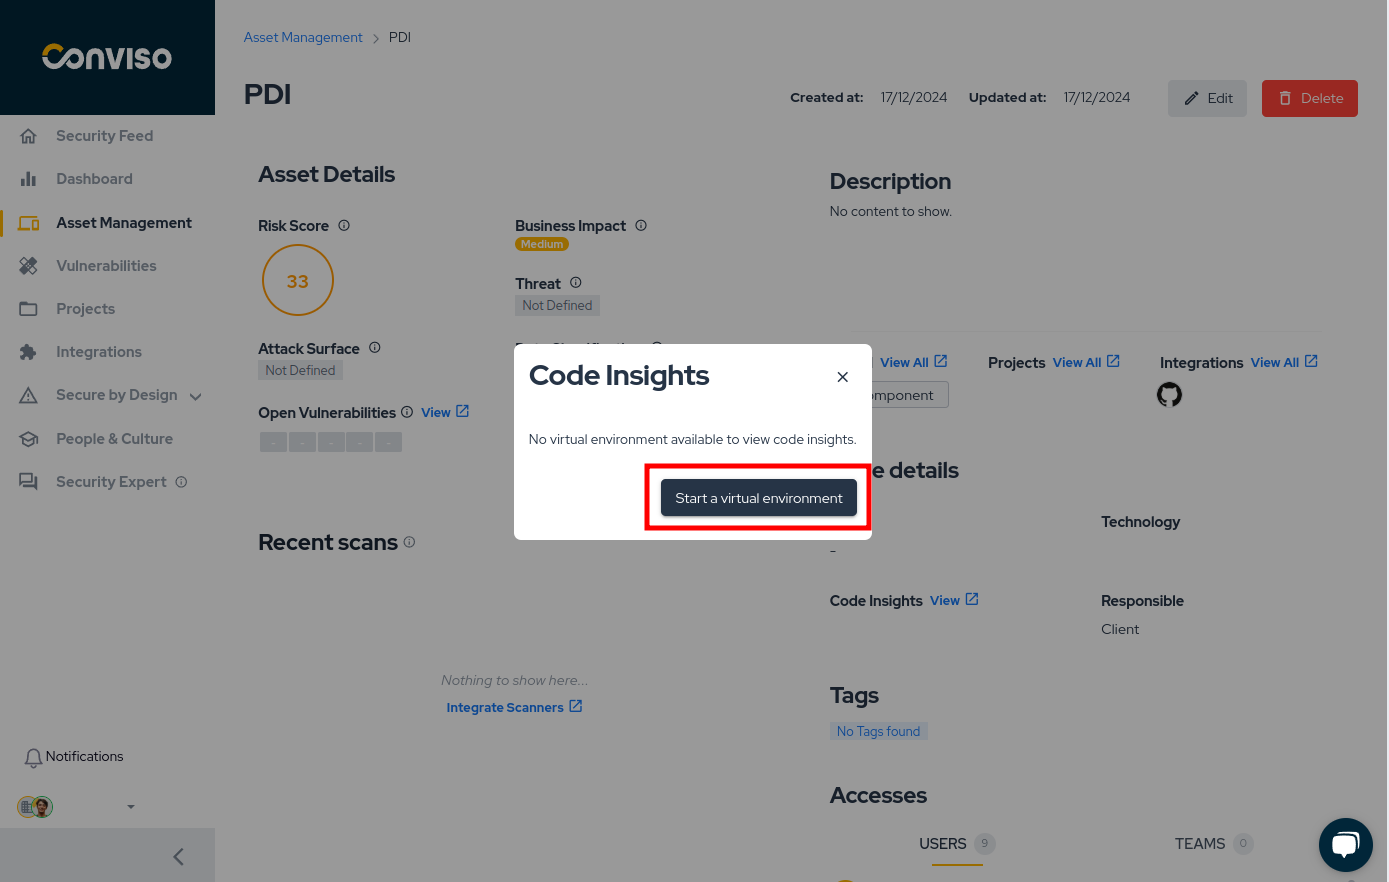 Conviso
Asset Management > PDI
PDI
Created at: 17/12/2024 Updated at: 17/12/2024
Edit
Delete
Security Feed
Dashboard
Asset Management
Vulnerabilities
Projects
Integrations
Secure by Design
People & Culture
Security Expert
Notifications
Asset Details
Risk Score
33
Business Impact
Medium
Threat
Not Defined
Attack Surface
Not Defined
Open Vulnerabilities View
- - - - -
Recent scans
Nothing to show here...
Integrate Scanners
Code Insights
No virtual environment available to view code insights.
Start a virtual environment
Description
No content to show.
View All
Projects View All
Integrations View All
omponent
e details
Technology
-
Code Insights View
Responsible
Client
Tags
No Tags found
Accesses
USERS 9
TEAMS 0